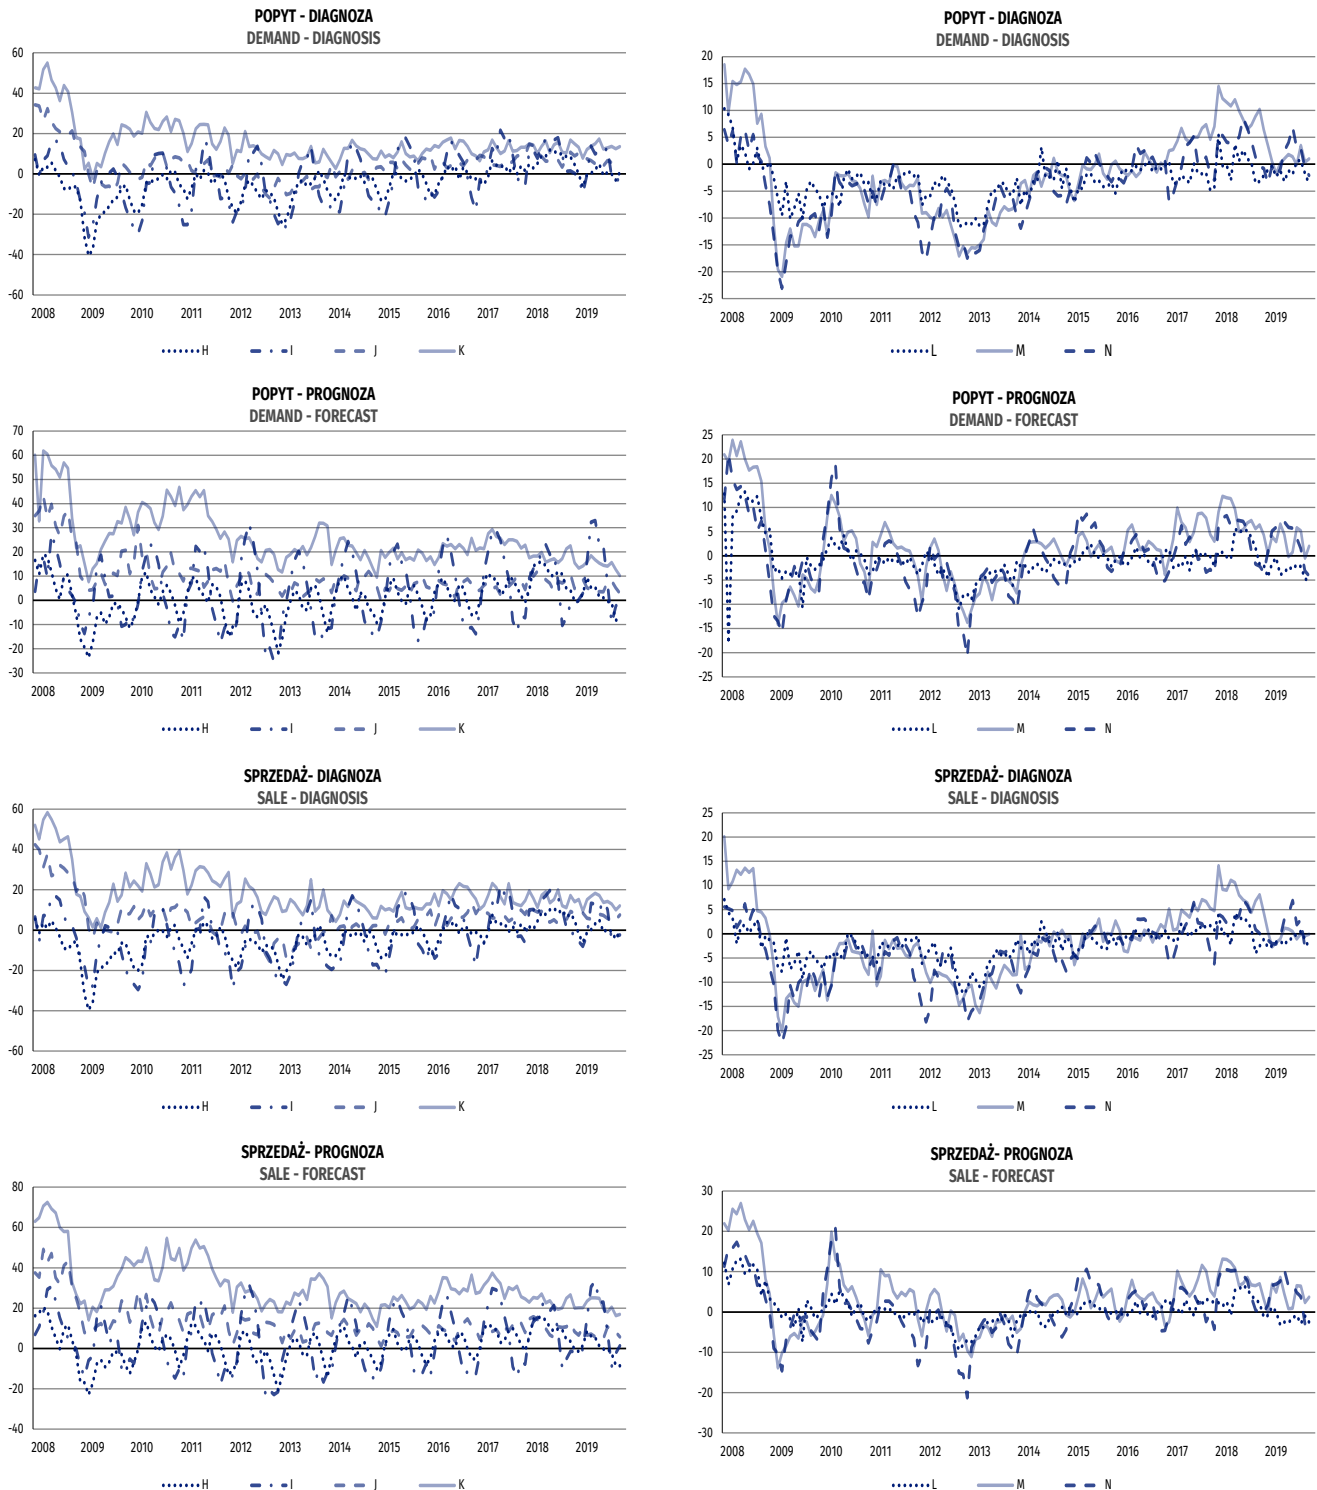 POPYT - DIAGNOZA
DEMAND - DIAGNOSIS
60
40
20
0
-20
-40
-60
2008 2009 2010 2011 2012 2013 2014 2015 2016 2017 2018 2019
H I J K
POPYT - DIAGNOZA
DEMAND - DIAGNOSIS
20
15
10
5
0
-5
-10
-15
-20
-25
2008 2009 2010 2011 2012 2013 2014 2015 2016 2017 2018 2019
L M N
POPYT - PROGNOZA
DEMAND - FORECAST
70
60
50
40
30
20
10
0
-10
-20
-30
2008 2009 2010 2011 2012 2013 2014 2015 2016 2017 2018 2019
H I J K
POPYT - PROGNOZA
DEMAND - FORECAST
25
20
15
10
5
0
-5
-10
-15
-20
-25
2008 2009 2010 2011 2012 2013 2014 2015 2016 2017 2018 2019
L M N
SPRZEDAŻ- DIAGNOZA
SALE - DIAGNOSIS
60
40
20
0
-20
-40
-60
2008 2009 2010 2011 2012 2013 2014 2015 2016 2017 2018 2019
H I J K
SPRZEDAŻ- DIAGNOZA
SALE - DIAGNOSIS
25
20
15
10
5
0
-5
-10
-15
-20
-25
2008 2009 2010 2011 2012 2013 2014 2015 2016 2017 2018 2019
L M N
SPRZEDAŻ- PROGNOZA
SALE - FORECAST
80
60
40
20
0
-20
-40
2008 2009 2010 2011 2012 2013 2014 2015 2016 2017 2018 2019
H I J K
SPRZEDAŻ- PROGNOZA
SALE - FORECAST
30
20
10
0
-10
-20
-30
2008 2009 2010 2011 2012 2013 2014 2015 2016 2017 2018 2019
L M N